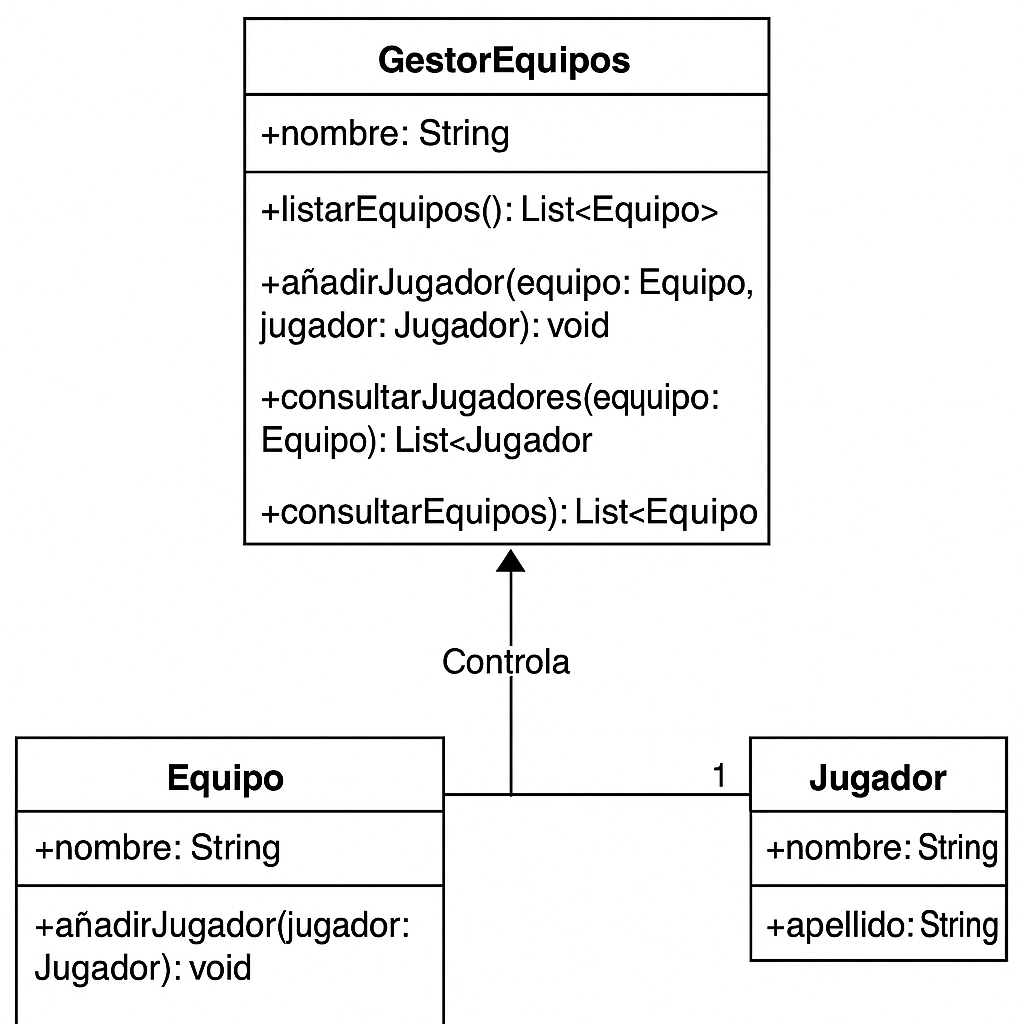 GestorEquipos
+nombre: String
+listarEquipos(): List<Equipo>
+añadirJugador(equipo: Equipo,
jugador: Jugador): void
+consultarJugadores(eqquipo:
Equipo): List<Jugador
+consultarEquipos): List<Equipo
Controla
Equipo
+nombre: String
+añadirJugador(jugador:
Jugador): void
1
Jugador
+nombre: String
+apellido: String